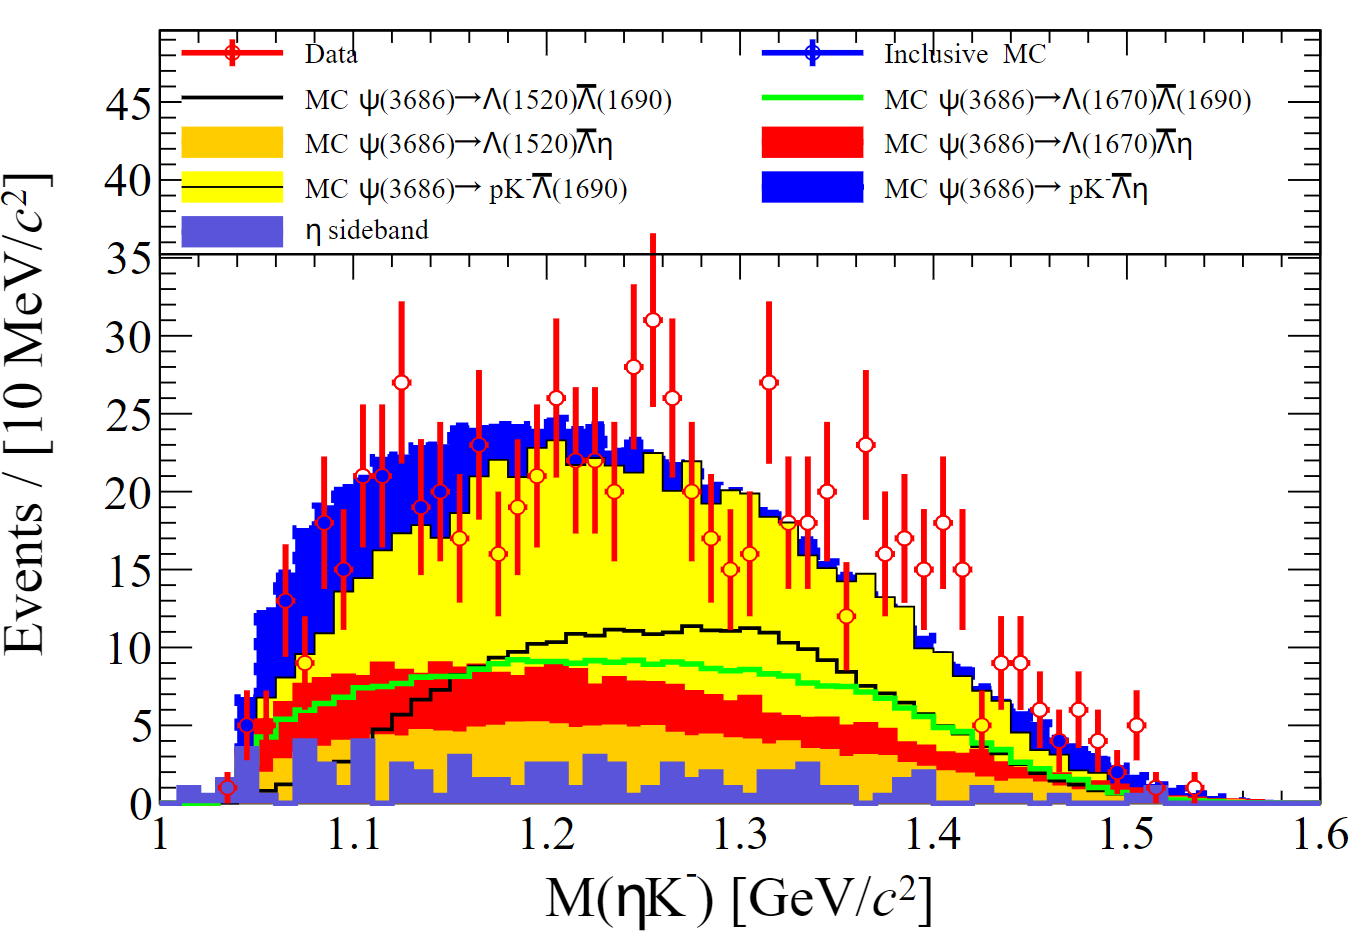 Data
Inclusive MC
MC ψ(3686)→Λ(1520)Λ̅(1690)
MC ψ(3686)→Λ(1670)Λ̅(1690)
MC ψ(3686)→Λ(1520)Λ̅η
MC ψ(3686)→Λ(1670)Λ̅η
MC ψ(3686)→ pK⁻Λ̅(1690)
MC ψ(3686)→ pK⁻Λ̅η
η sideband
Events / [10 MeV/c²]
45
40
35
30
25
20
15
10
5
0
1 1.1 1.2 1.3 1.4 1.5 1.6
M(ηK⁻) [GeV/c²]